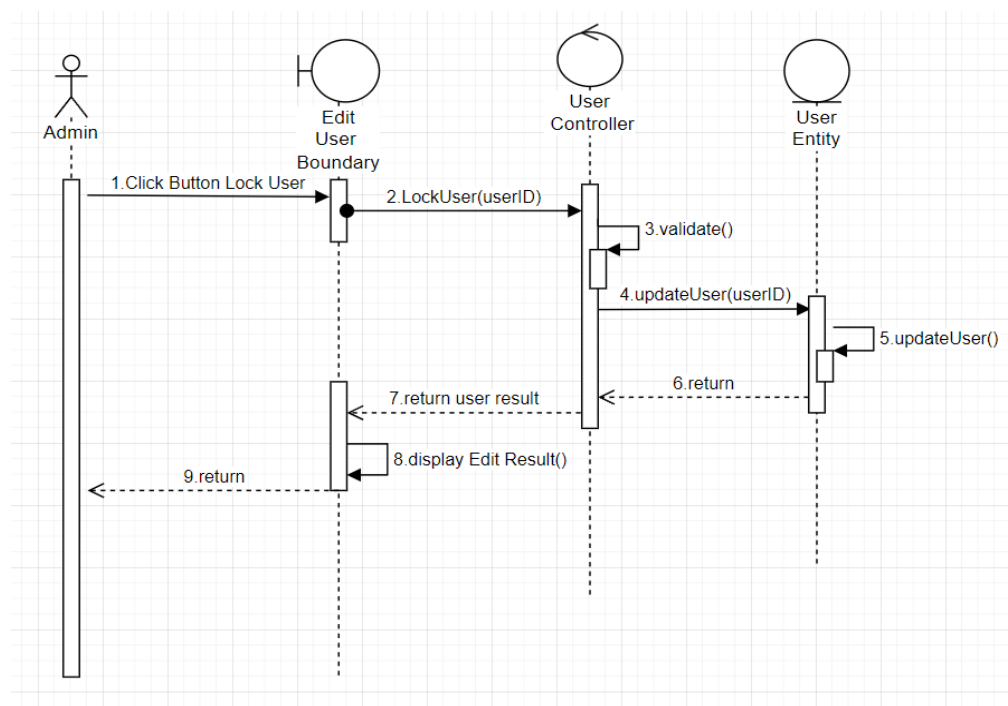 Admin
Edit
User
Boundary
User
Controller
User
Entity
1.Click Button Lock User
2.LockUser(userID)
3.validate()
4.updateUser(userID)
5.updateUser()
6.return
7.return user result
8.display Edit Result()
9.return